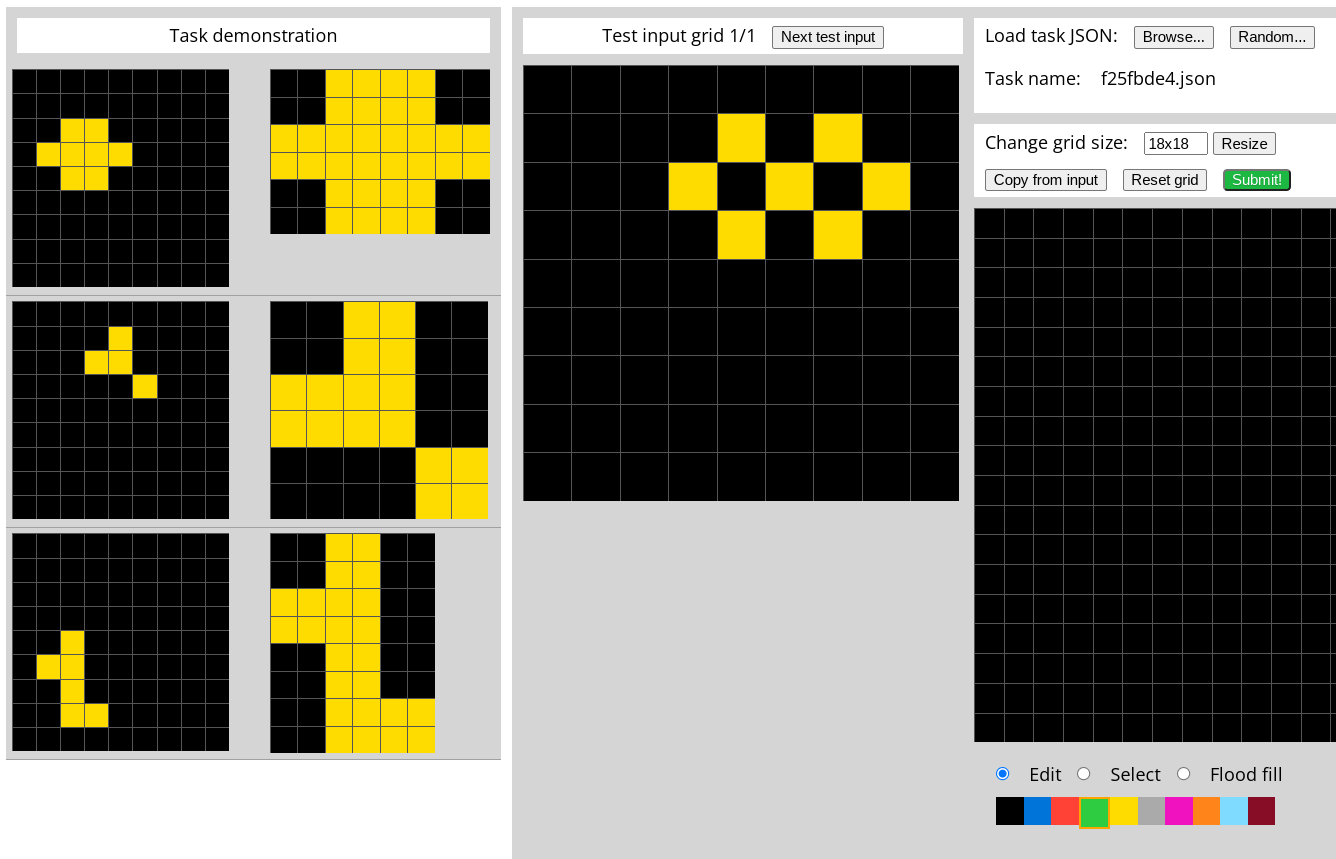 Task demonstration
Test input grid 1/1 Next test input
Load task JSON: Browse... Random...
Task name: f25fbde4.json
Change grid size: 18x18 Resize
Copy from input Reset grid Submit!
Edit Select Flood fill